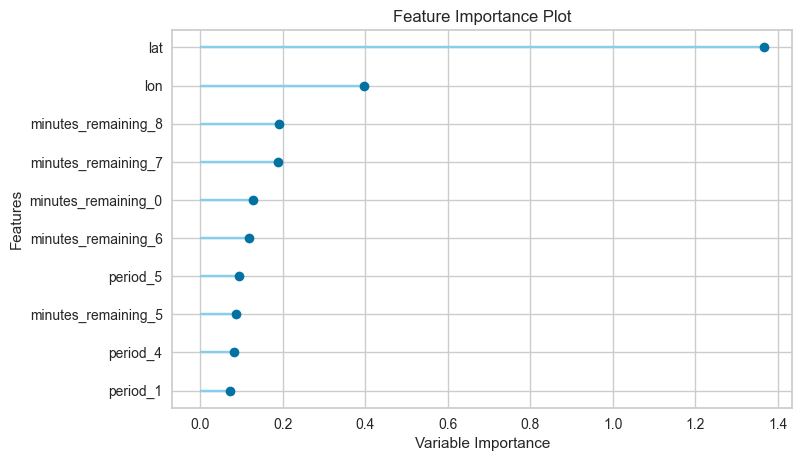 Feature Importance Plot
lat
lon
minutes_remaining_8
minutes_remaining_7
minutes_remaining_0
minutes_remaining_6
period_5
minutes_remaining_5
period_4
period_1
Features
0.0 0.2 0.4 0.6 0.8 1.0 1.2 1.4
Variable Importance